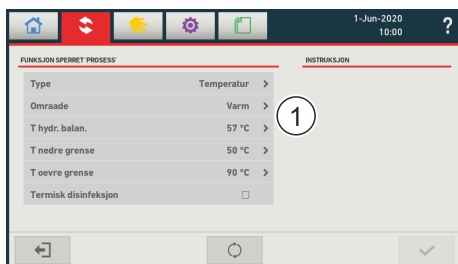 1-Jun-2020
10:00
?
FUNKSJON SPERRET 'PROSESS'
INSTRUKSJON
Type Temperatur >
Omraade Varm >
T hydr. balan. 57 °C >
T nedre grense 50 °C >
T oevre grense 90 °C >
Termisk disinfeksjon
1